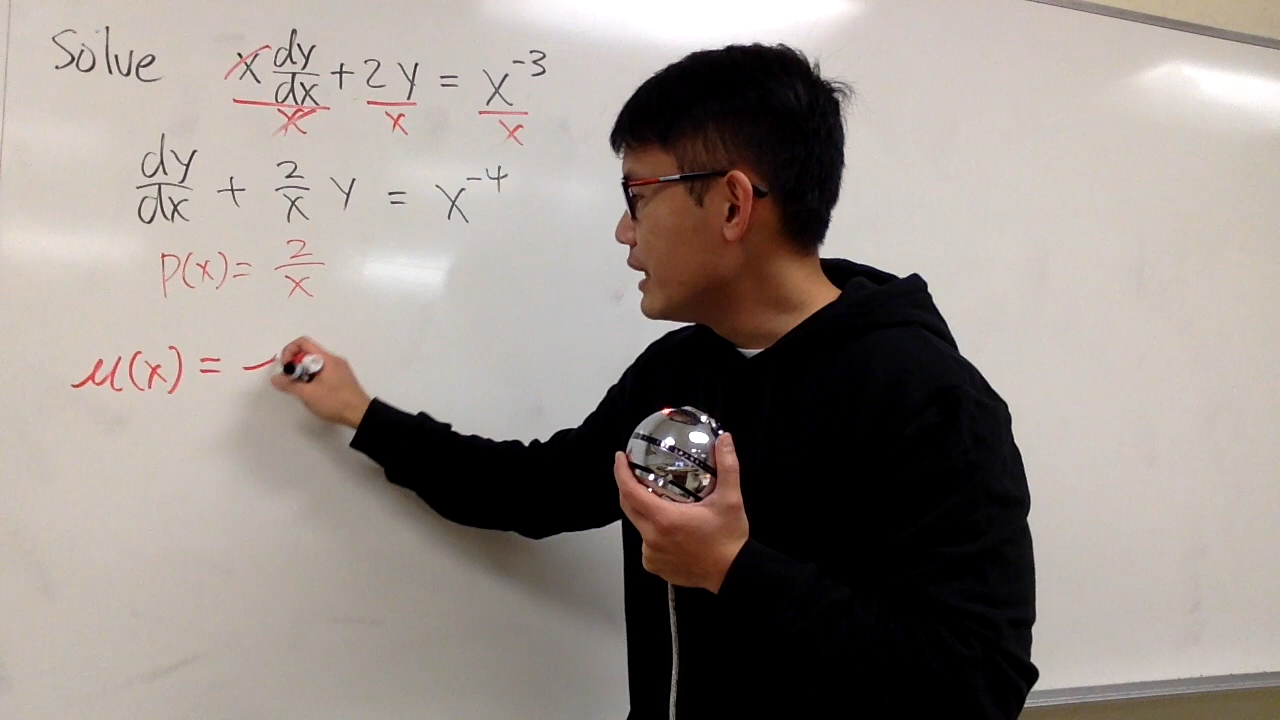 Solve x dy/dx + 2y = x^-3
x x x
dy/dx + 2/x y = x^-4
p(x) = 2/x
μ(x) =